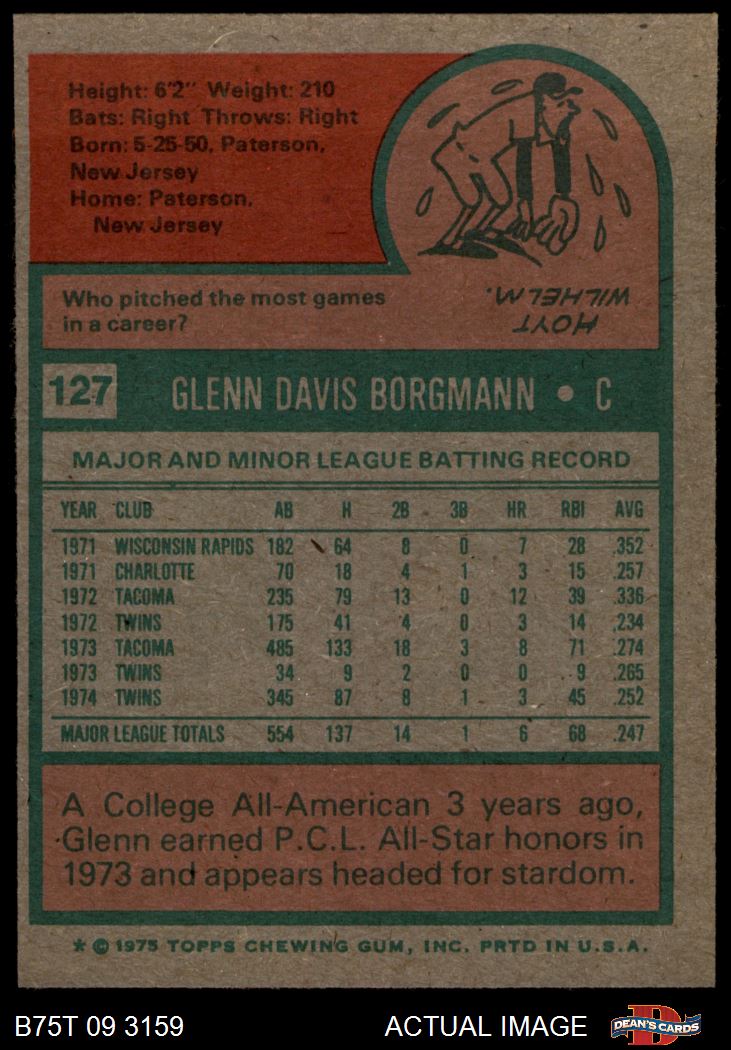 Height: 6'2" Weight: 210
Bats: Right Throws: Right
Born: 5-25-50, Paterson,
New Jersey
Home: Paterson,
New Jersey
Who pitched the most games
in a career?
HOYT
WILHELM.
127 GLENN DAVIS BORGMANN • C
MAJOR AND MINOR LEAGUE BATTING RECORD
YEAR CLUB AB H 2B 3B HR RBI AVG
1971 WISCONSIN RAPIDS 182 64 8 0 7 28 .352
1971 CHARLOTTE 70 18 4 1 3 15 .257
1972 TACOMA 235 79 13 0 12 39 .336
1972 TWINS 175 41 4 0 3 14 .234
1973 TACOMA 485 133 18 3 8 71 .274
1973 TWINS 34 9 2 0 0 9 .265
1974 TWINS 345 87 8 1 3 45 .252
MAJOR LEAGUE TOTALS 554 137 14 1 6 68 .247
A College All-American 3 years ago,
Glenn earned P.C.L. All-Star honors in
1973 and appears headed for stardom.
* © 1975 TOPPS CHEWING GUM, INC. PRTD IN U.S.A.
B75T 09 3159 ACTUAL IMAGE DEAN'S CARDS